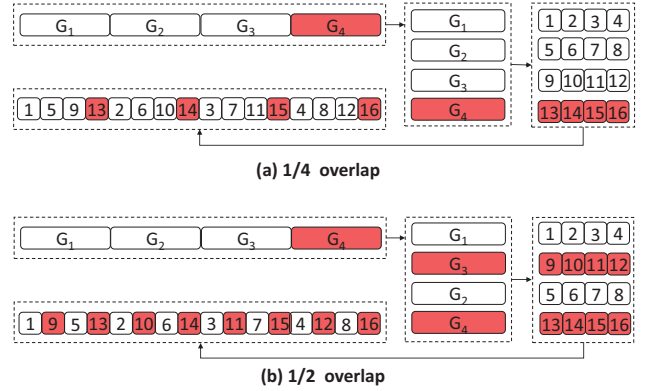 G1 G2 G3 G4
G1
G2
G3
G4
1 2 3 4
5 6 7 8
9 10 11 12
13 14 15 16
1 5 9 13 2 6 10 14 3 7 11 15 4 8 12 16
(a) 1/4 overlap
G1 G2 G3 G4
G1
G3
G2
G4
1 2 3 4
9 10 11 12
5 6 7 8
13 14 15 16
1 9 5 13 2 10 6 14 3 11 7 15 4 12 8 16
(b) 1/2 overlap